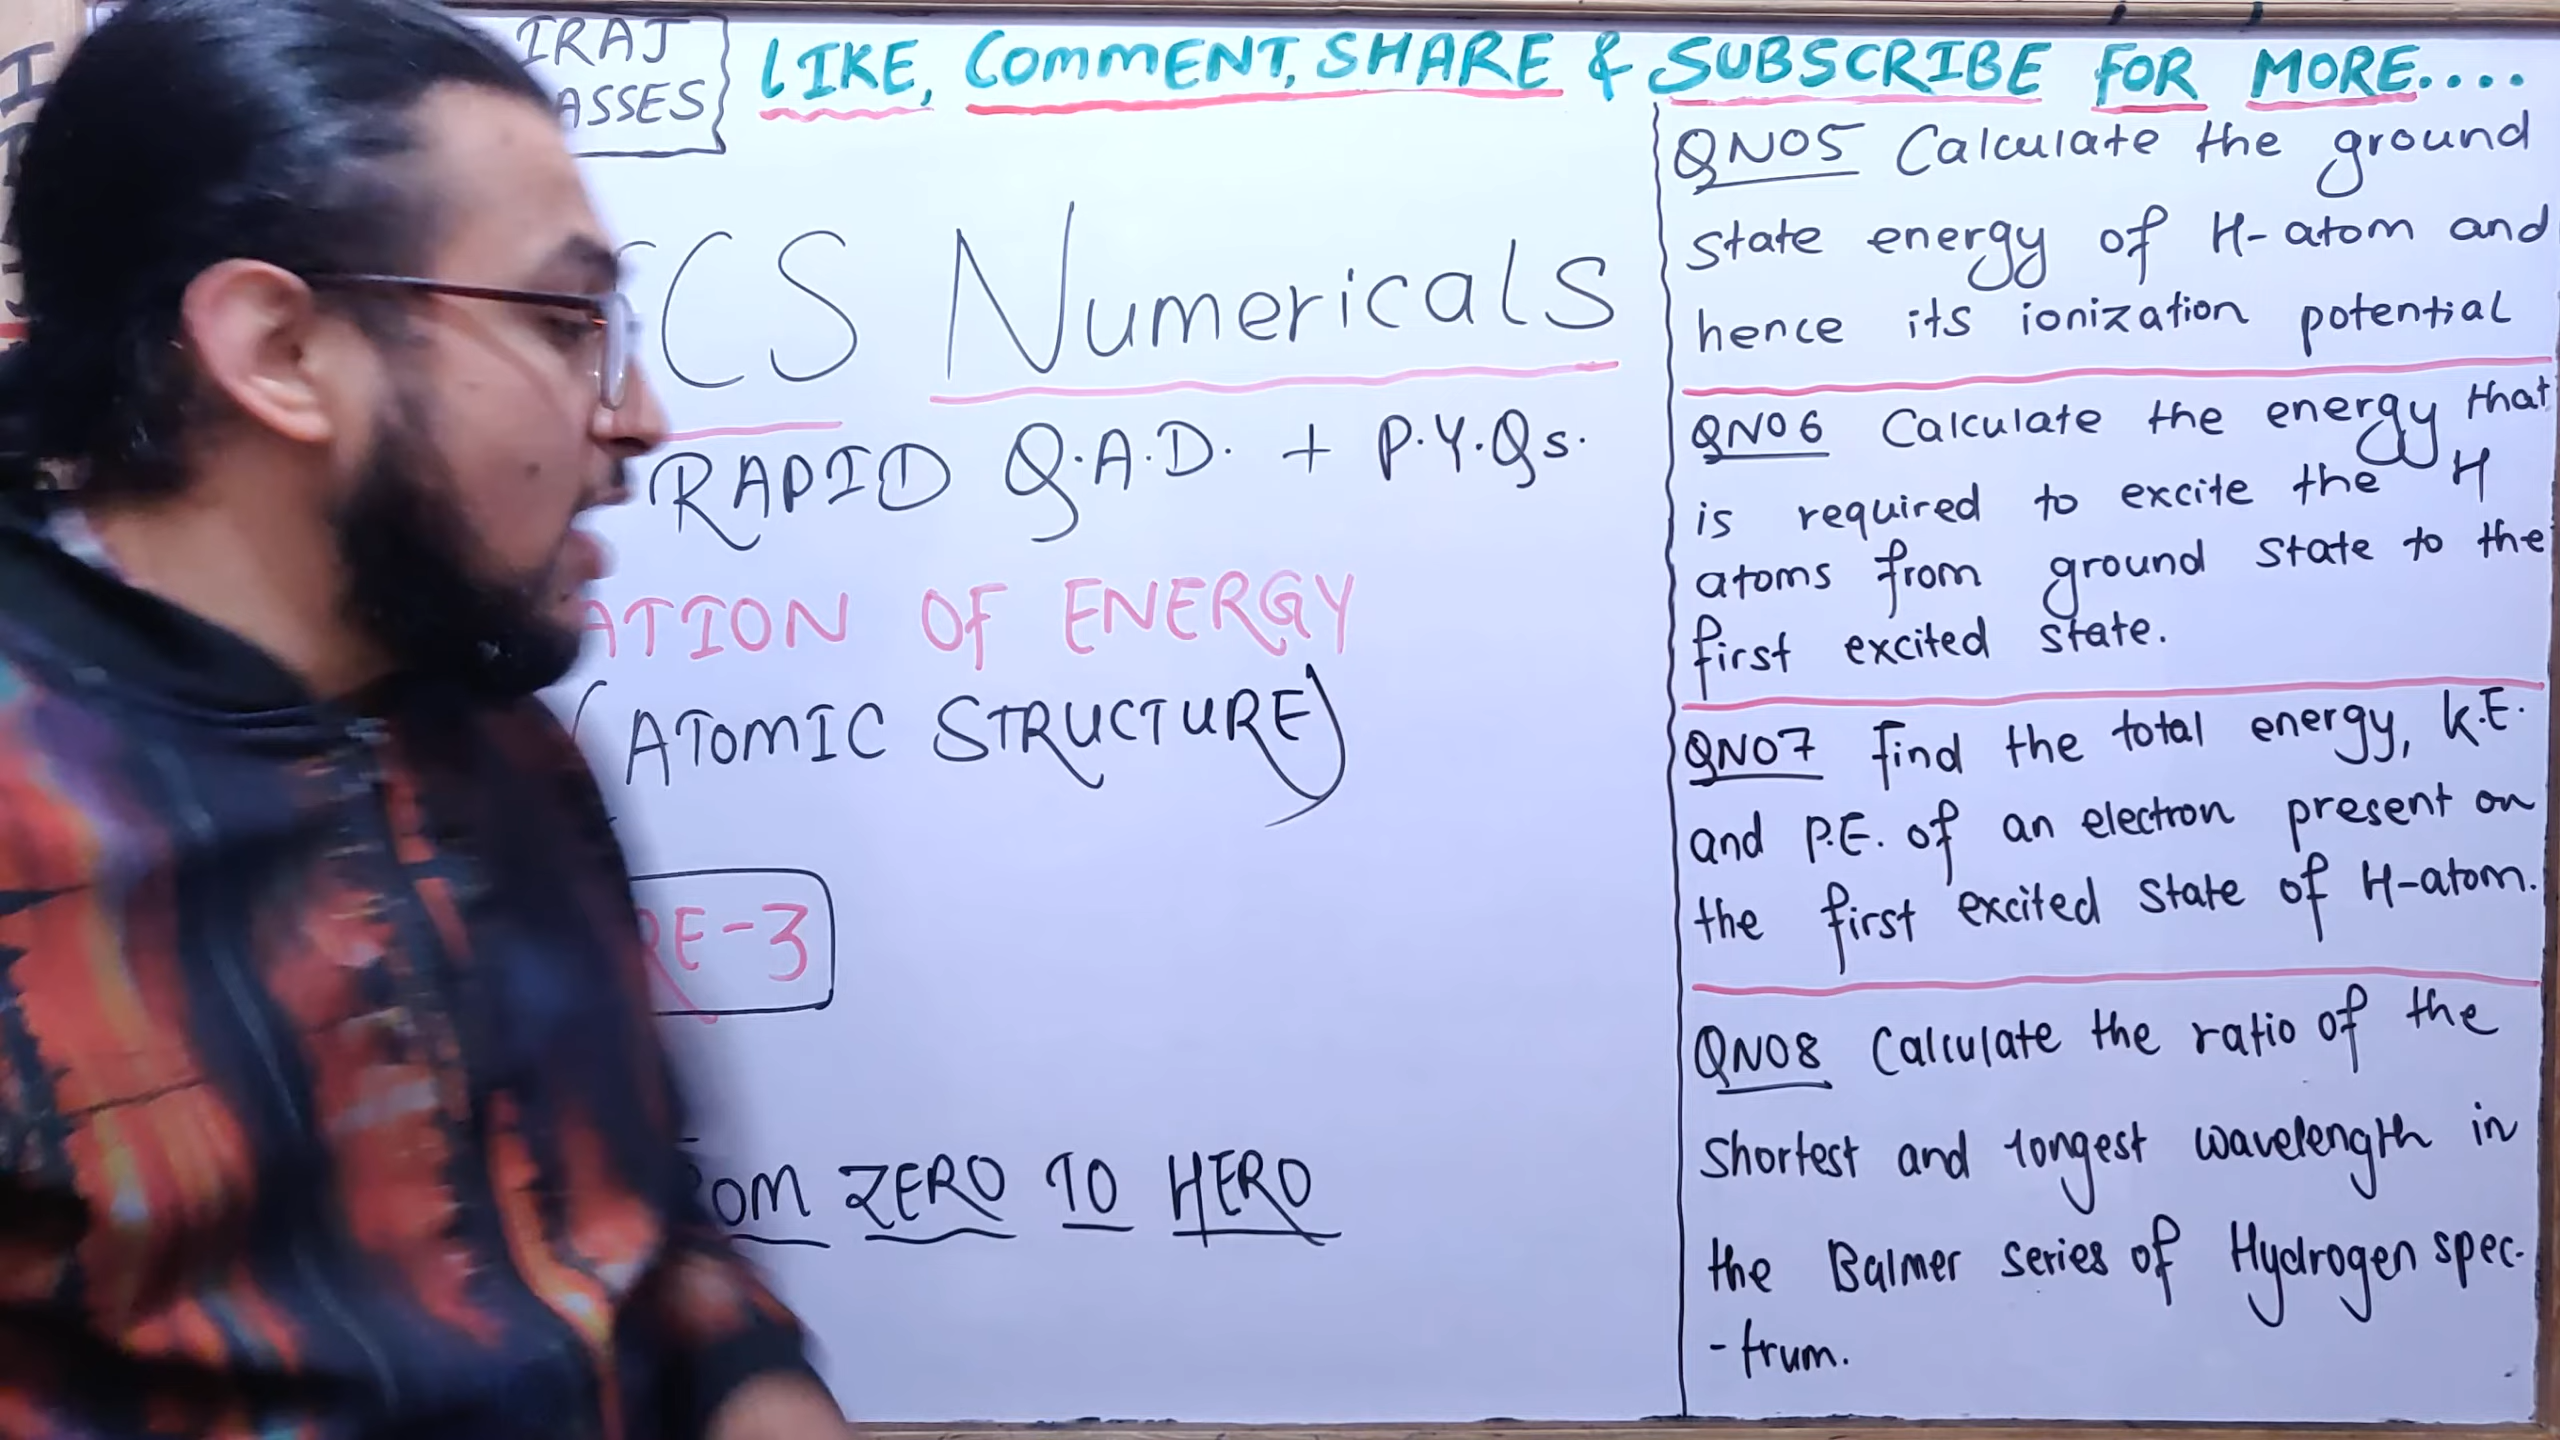 IRAJ
ASSES
LIKE, COMMENT, SHARE & SUBSCRIBE FOR MORE....
CS Numericals
RAPID Q.A.D. + P.Y.Qs.
ATION OF ENERGY
(ATOMIC STRUCTURE)
RE-3
OM ZERO TO HERO
QNO5 Calculate the ground
state energy of H-atom and
hence its ionization potential
QNO6 Calculate the energy that
is required to excite the H
atoms from ground state to the
first excited state.
QNO7 Find the total energy, K.E.
and P.E. of an electron present on
the first excited state of H-atom.
QNO8 Calculate the ratio of the
shortest and longest wavelength in
the Balmer series of Hydrogen spec-
-trum.